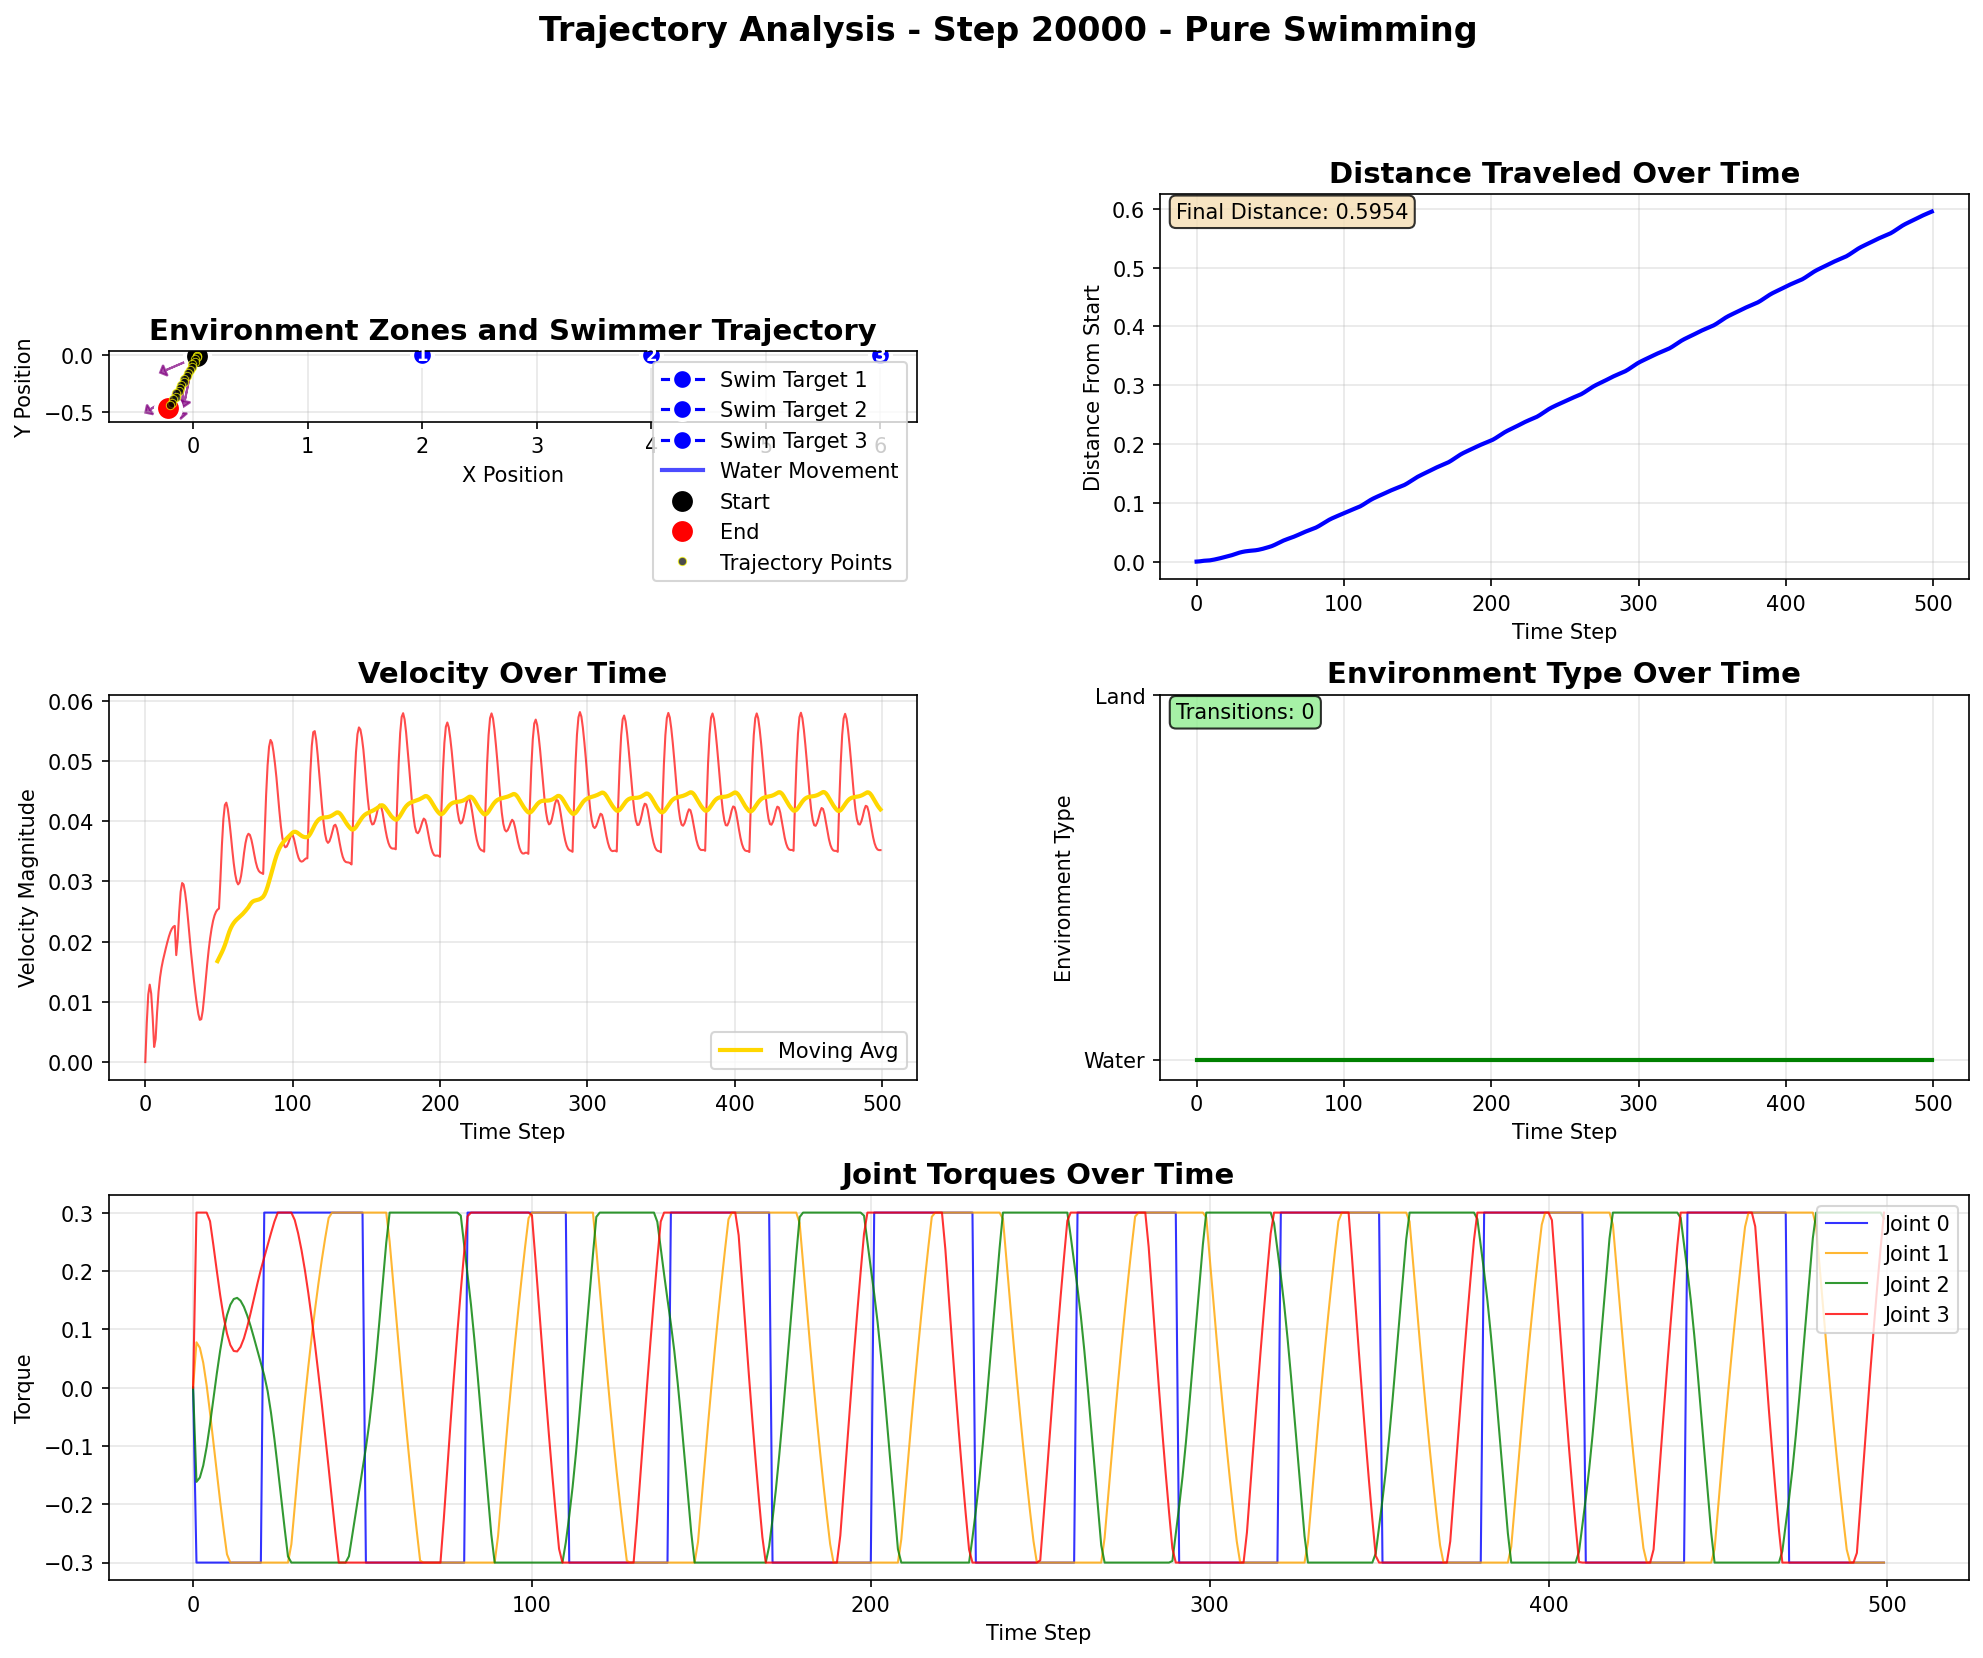 Trajectory Analysis - Step 20000 - Pure Swimming
Environment Zones and Swimmer Trajectory
Y Position
0.0
−0.5
1
2
3
0
1
2
3
4
5
6
X Position
Swim Target 1
Swim Target 2
Swim Target 3
Water Movement
Start
End
Trajectory Points
Distance Traveled Over Time
Final Distance: 0.5954
Distance From Start
0.6
0.5
0.4
0.3
0.2
0.1
0.0
0
100
200
300
400
500
Time Step
Velocity Over Time
Velocity Magnitude
0.06
0.05
0.04
0.03
0.02
0.01
0.00
Moving Avg
0
100
200
300
400
500
Time Step
Environment Type Over Time
Environment Type
Land
Transitions: 0
Water
0
100
200
300
400
500
Time Step
Joint Torques Over Time
Torque
0.3
0.2
0.1
0.0
−0.1
−0.2
−0.3
Joint 0
Joint 1
Joint 2
Joint 3
0
100
200
300
400
500
Time Step